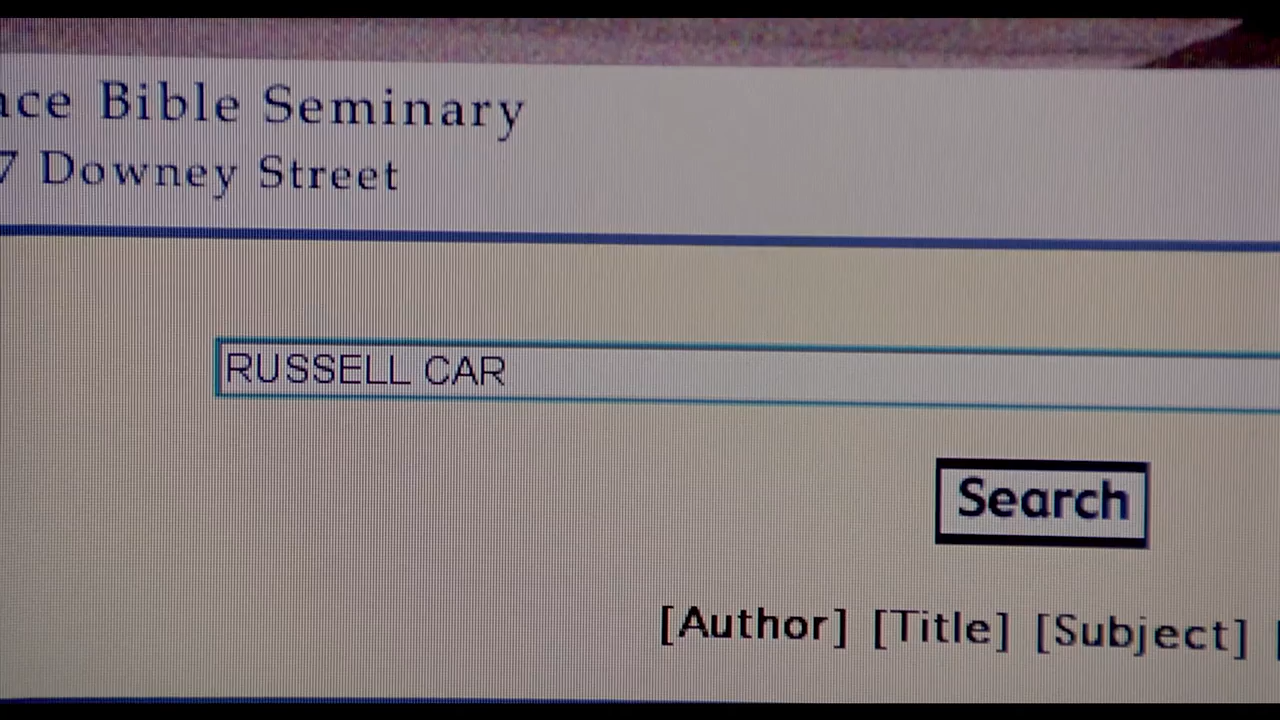 ace Bible Seminary
7 Downey Street
RUSSELL CAR
Search
[Author] [Title] [Subject] [